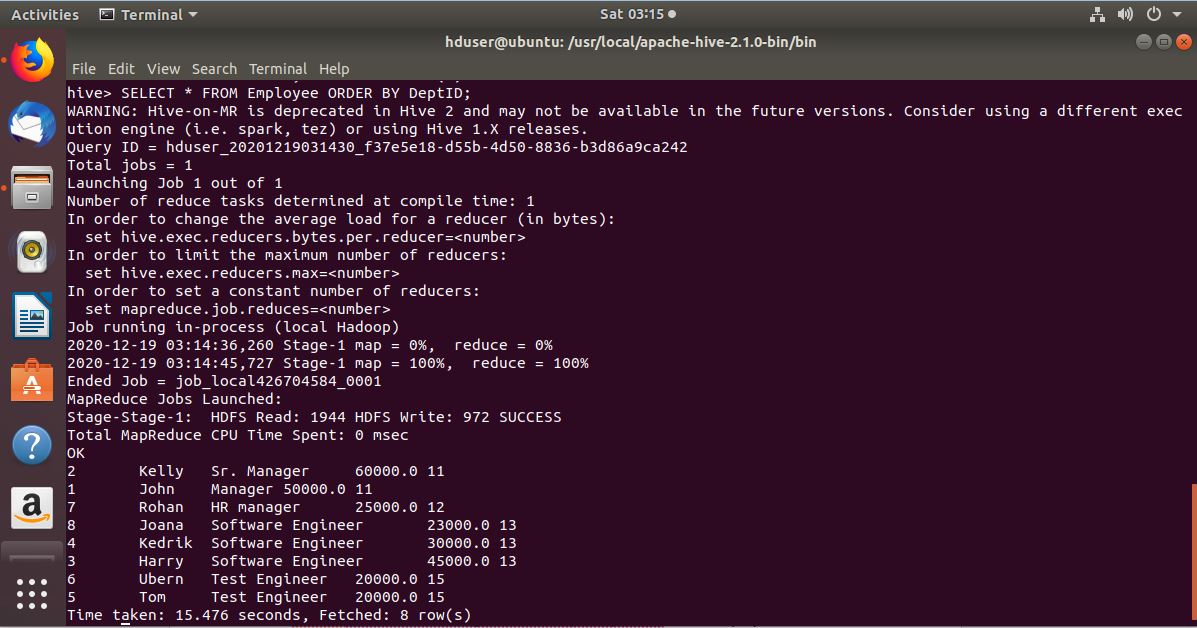 Activities Terminal Sat 03:15
hduser@ubuntu: /usr/local/apache-hive-2.1.0-bin/bin
File Edit View Search Terminal Help
hive> SELECT * FROM Employee ORDER BY DeptID;
WARNING: Hive-on-MR is deprecated in Hive 2 and may not be available in the future versions. Consider using a different exec
ution engine (i.e. spark, tez) or using Hive 1.X releases.
Query ID = hduser_20201219031430_f37e5e18-d55b-4d50-8836-b3d86a9ca242
Total jobs = 1
Launching Job 1 out of 1
Number of reduce tasks determined at compile time: 1
In order to change the average load for a reducer (in bytes):
  set hive.exec.reducers.bytes.per.reducer=<number>
In order to limit the maximum number of reducers:
  set hive.exec.reducers.max=<number>
In order to set a constant number of reducers:
  set mapreduce.job.reduces=<number>
Job running in-process (local Hadoop)
2020-12-19 03:14:36,260 Stage-1 map = 0%,  reduce = 0%
2020-12-19 03:14:45,727 Stage-1 map = 100%,  reduce = 100%
Ended Job = job_local426704584_0001
MapReduce Jobs Launched:
Stage-Stage-1:  HDFS Read: 1944 HDFS Write: 972 SUCCESS
Total MapReduce CPU Time Spent: 0 msec
OK
2       Kelly   Sr. Manager     60000.0 11
1       John    Manager 50000.0 11
7       Rohan   HR manager      25000.0 12
8       Joana   Software Engineer       23000.0 13
4       Kedrik  Software Engineer       30000.0 13
3       Harry   Software Engineer       45000.0 13
6       Ubern   Test Engineer   20000.0 15
5       Tom     Test Engineer   20000.0 15
Time taken: 15.476 seconds, Fetched: 8 row(s)